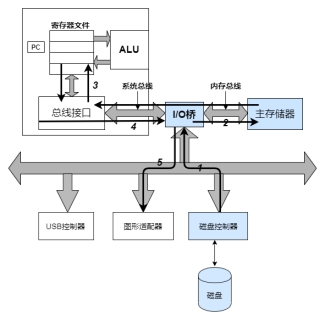 寄存器文件
PC
ALU
3
系统总线
内存总线
总线接口
I/O桥
主存储器
4
2
5
1
USB控制器
图形适配器
磁盘控制器
磁盘